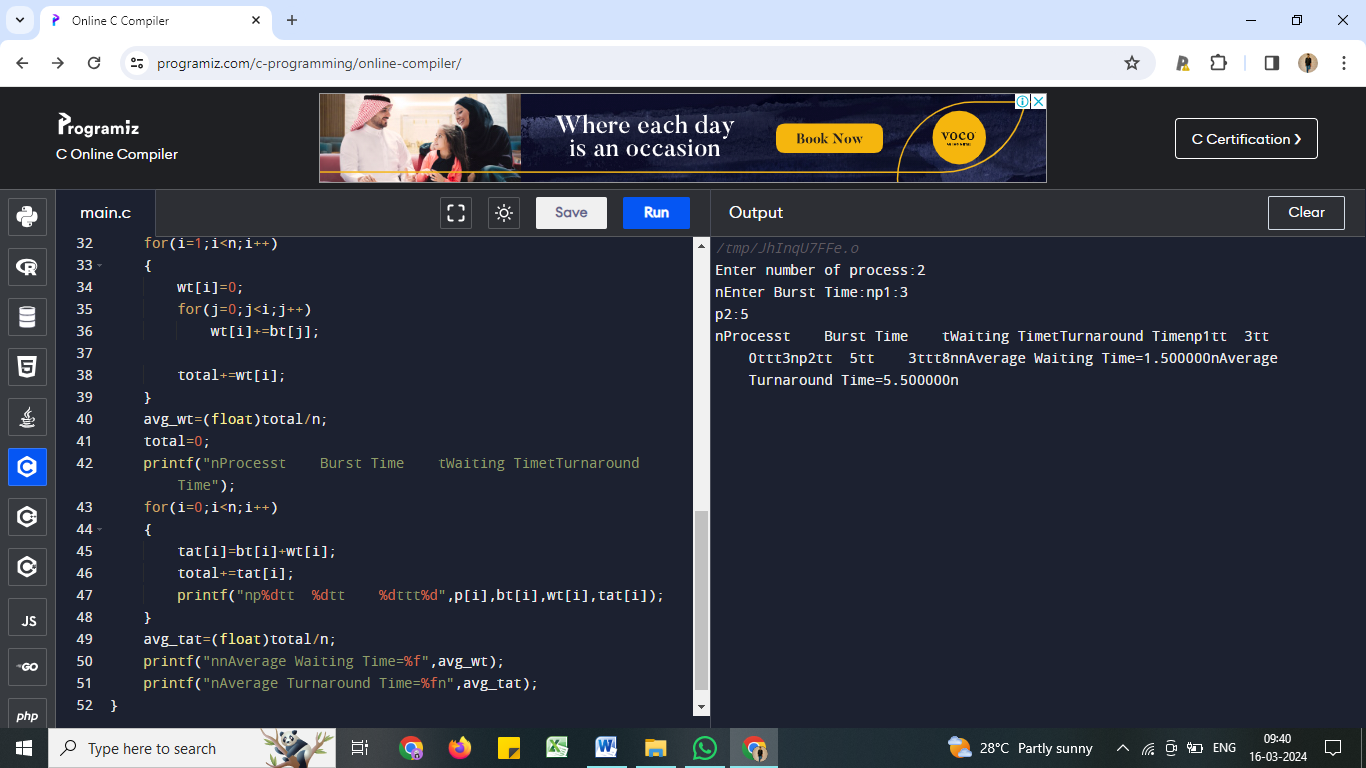 Online C Compiler
programiz.com/c-programming/online-compiler/
Programiz
C Online Compiler
Where each day
is an occasion
Book Now
voco
C Certification
main.c
Save
Run
Output
Clear
32 for(i=1;i<n;i++)
33 {
34 wt[i]=0;
35 for(j=0;j<i;j++)
36 wt[i]+=bt[j];
37
38 total+=wt[i];
39 }
40 avg_wt=(float)total/n;
41 total=0;
42 printf("nProcesst    Burst Time    tWaiting TimetTurnaround
Time");
43 for(i=0;i<n;i++)
44 {
45 tat[i]=bt[i]+wt[i];
46 total+=tat[i];
47 printf("np%dtt  %dtt    %dttt%d",p[i],bt[i],wt[i],tat[i]);
48 }
49 avg_tat=(float)total/n;
50 printf("nnAverage Waiting Time=%f",avg_wt);
51 printf("nAverage Turnaround Time=%fn",avg_tat);
52 }
/tmp/JhInqU7FFe.o
Enter number of process:2
nEnter Burst Time:np1:3
p2:5
nProcesst    Burst Time    tWaiting TimetTurnaround Timenp1tt  3tt
0ttt3np2tt  5tt    3ttt8nnAverage Waiting Time=1.500000nAverage
Turnaround Time=5.500000n
JS
GO
php
Type here to search
28°C Partly sunny
ENG
09:40
16-03-2024